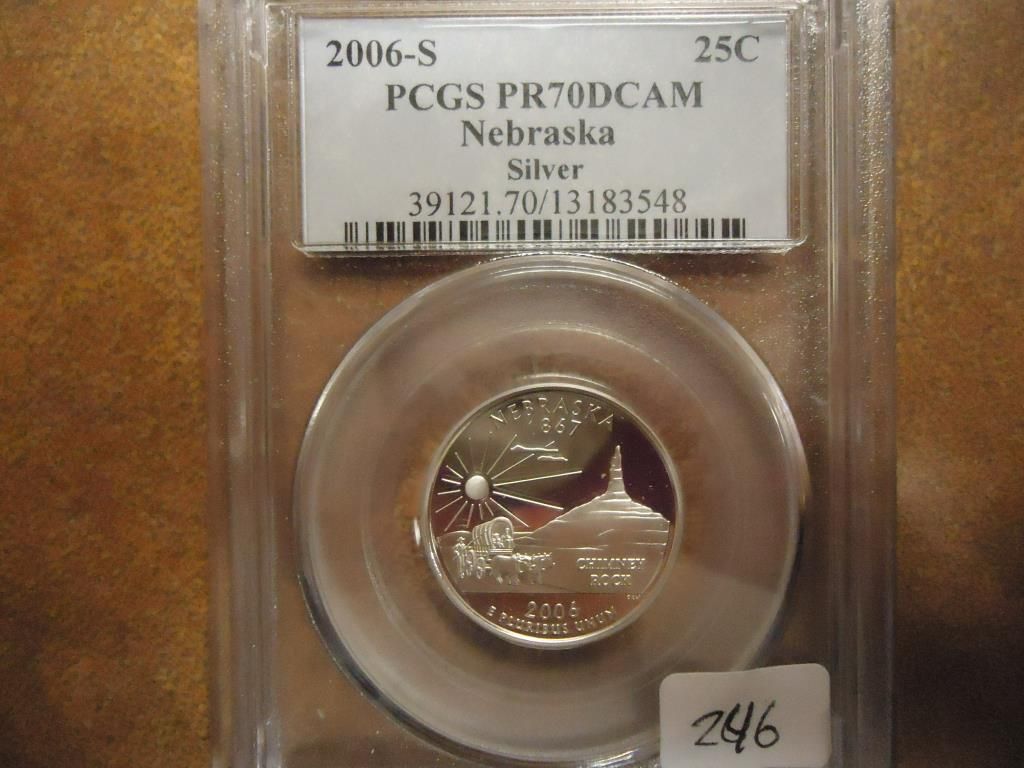 2006-S 25C
PCGS PR70DCAM
Nebraska
Silver
39121.70/13183548
NEBRASKA
1867
CHIMNEY
ROCK
2006
E PLURIBUS UNUM
246